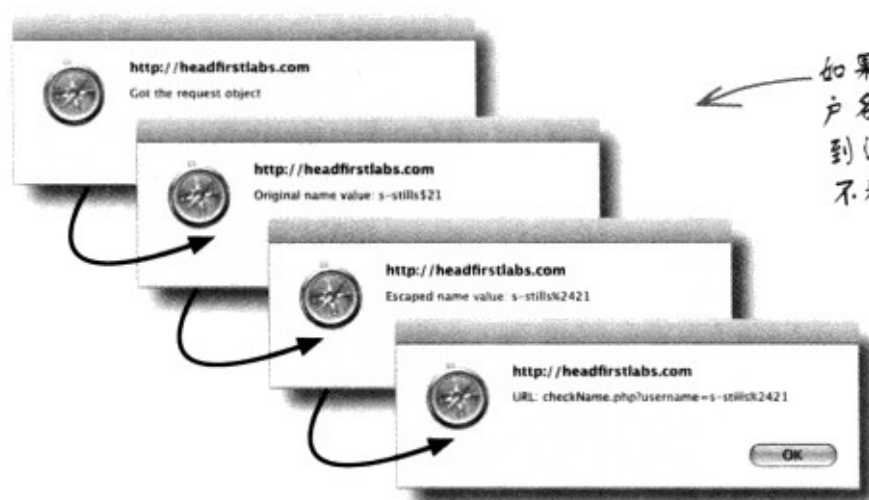 http://headfirstlabs.com
Got the request object
http://headfirstlabs.com
Original name value: s-stills$21
http://headfirstlabs.com
Escaped name value: s-stills%2421
http://headfirstlabs.com
URL: checkName.php?username=s-stills%2421
OK
如果
户名
到
不